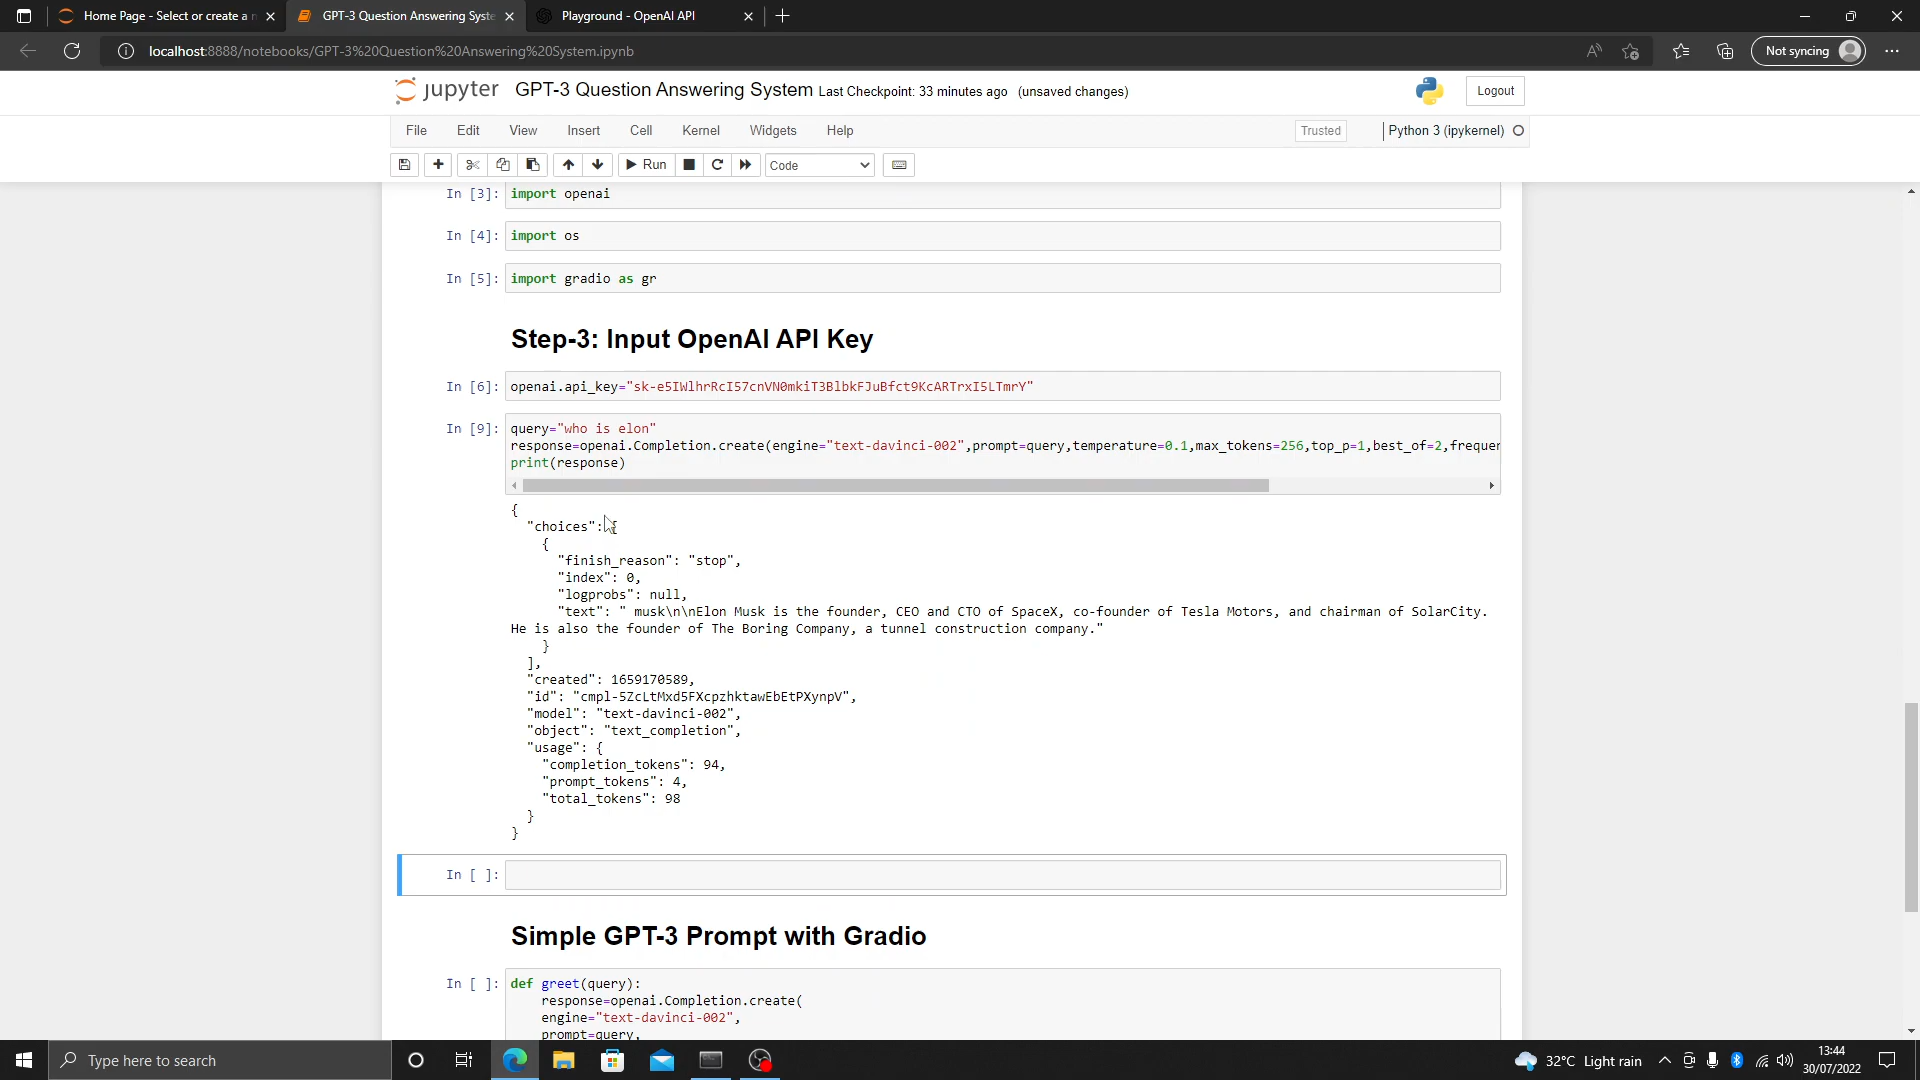 Home Page - Select or create a n
GPT-3 Question Answering Syste
Playground - OpenAI API
localhost:8888/notebooks/GPT-3%20Question%20Answering%20System.ipynb
Not syncing
jupyter GPT-3 Question Answering System Last Checkpoint: 33 minutes ago (unsaved changes)
Logout
File Edit View Insert Cell Kernel Widgets Help
Trusted
Python 3 (ipykernel)
Run
Code
In [3]: import openai
In [4]: import os
In [5]: import gradio as gr
Step-3: Input OpenAI API Key
In [6]: openai.api_key="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"
In [9]: query="who is elon"
response=openai.Completion.create(engine="text-davinci-002",prompt=query,temperature=0.1,max_tokens=256,top_p=1,best_of=2,frequen
print(response)
{
"choices": [
{
"finish_reason": "stop",
"index": 0,
"logprobs": null,
"text": " musk\n\nElon Musk is the founder, CEO and CTO of SpaceX, co-founder of Tesla Motors, and chairman of SolarCity.
He is also the founder of The Boring Company, a tunnel construction company."
}
],
"created": 1659170589,
"id": "cmpl-5ZcLtMxd5FXcpzhktawEbEtPXynpV",
"model": "text-davinci-002",
"object": "text_completion",
"usage": {
"completion_tokens": 94,
"prompt_tokens": 4,
"total_tokens": 98
}
}
In [ ]:
Simple GPT-3 Prompt with Gradio
In [ ]: def greet(query):
response=openai.Completion.create(
engine="text-davinci-002",
prompt=query,
Type here to search
32°C Light rain
13:44
30/07/2022